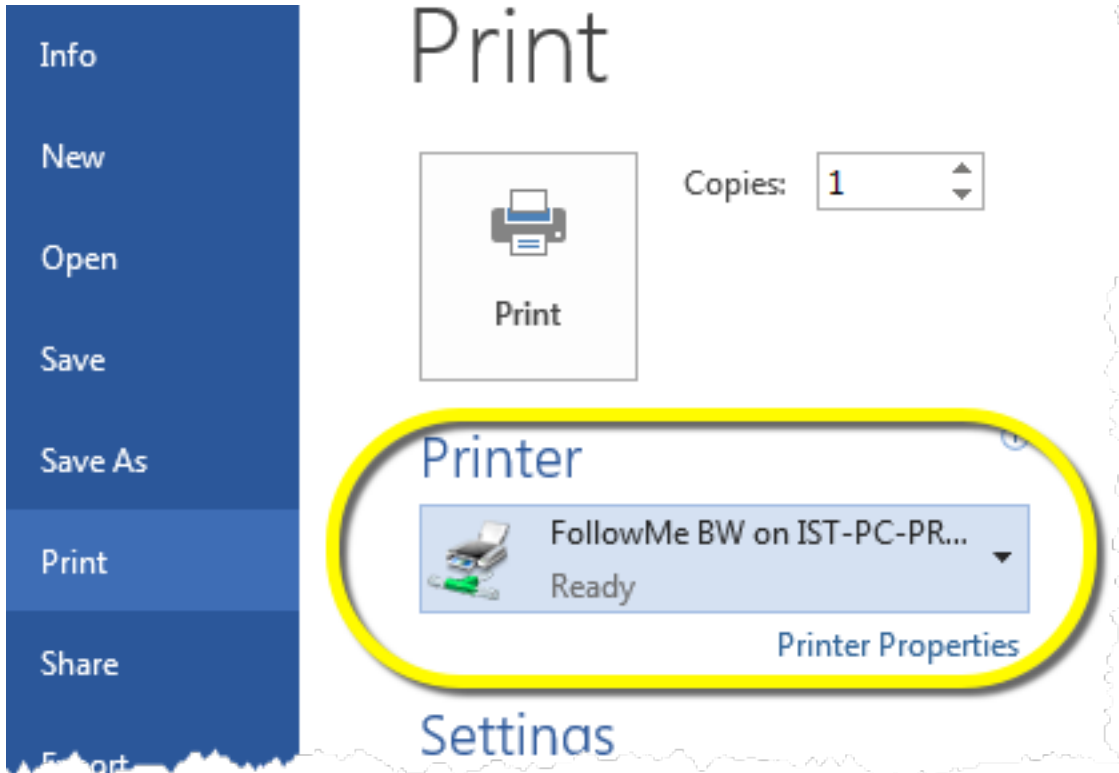 Info
New
Open
Save
Save As
Print
Share
Export
Print
Copies: 1
Print
Printer
FollowMe BW on IST-PC-PR...
Ready
Printer Properties
Settings